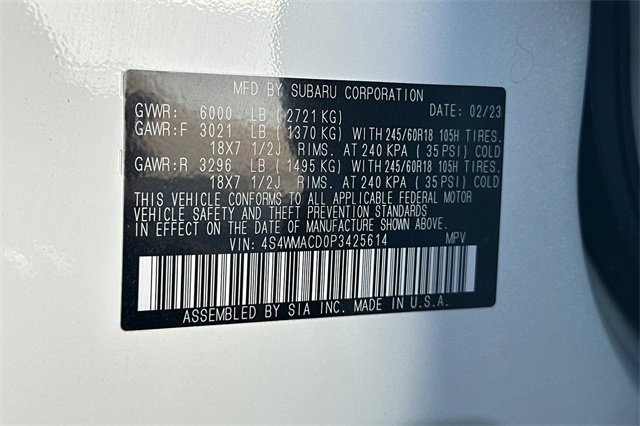 MFD BY SUBARU CORPORATION
GVWR: 6000 LB ( 2721 KG) DATE: 02/23
GAWR:F 3021 LB ( 1370 KG) WITH 245/60R18 105H TIRES.
18X7 1/2J RIMS. AT 240 KPA ( 35 PSI) COLD
GAWR:R 3296 LB ( 1495 KG) WITH 245/60R18 105H TIRES.
18X7 1/2J RIMS. AT 240 KPA ( 35 PSI) COLD
THIS VEHICLE CONFORMS TO ALL APPLICABLE FEDERAL MOTOR
VEHICLE SAFETY AND THEFT PREVENTION STANDARDS
IN EFFECT ON THE DATE OF MANUFACTURE SHOWN ABOVE.
VIN: 4S4WMACD0P3425614 MPV
ASSEMBLED BY SIA INC. MADE IN U.S.A.